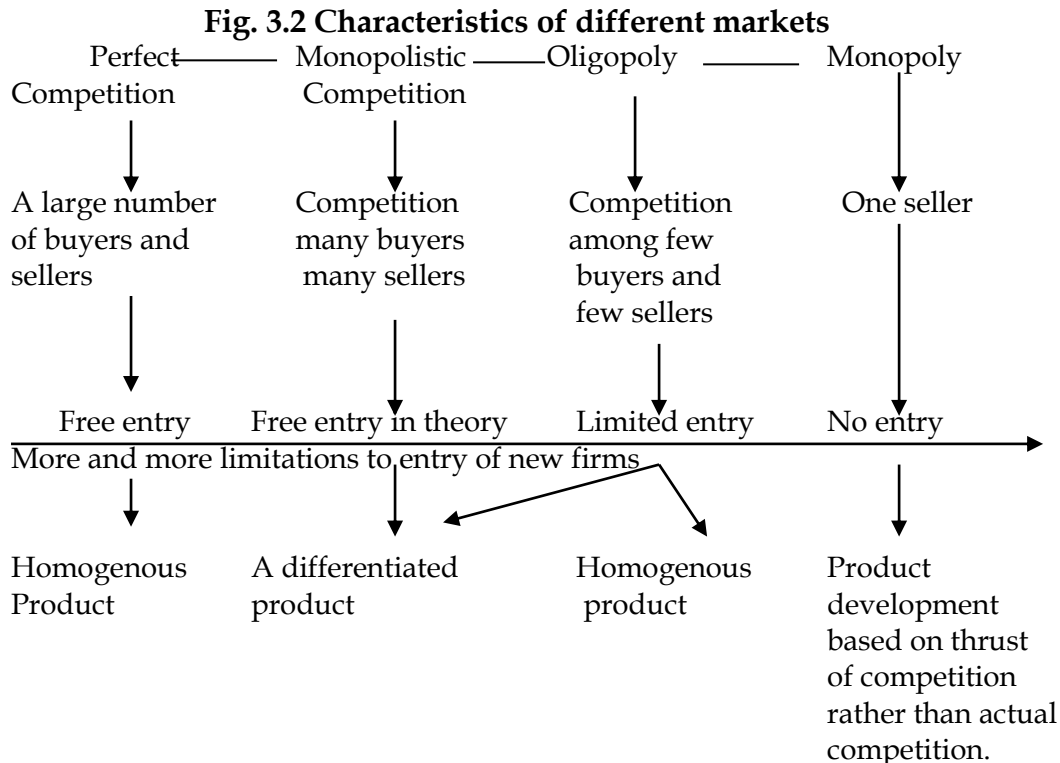 Fig. 3.2 Characteristics of different markets
Perfect Monopolistic Oligopoly Monopoly
Competition Competition
A large number Competition Competition One seller
of buyers and many buyers among few
sellers many sellers buyers and
few sellers
Free entry Free entry in theory Limited entry No entry
More and more limitations to entry of new firms
Homogenous A differentiated Homogenous Product
Product product product development
based on thrust
of competition
rather than actual
competition.